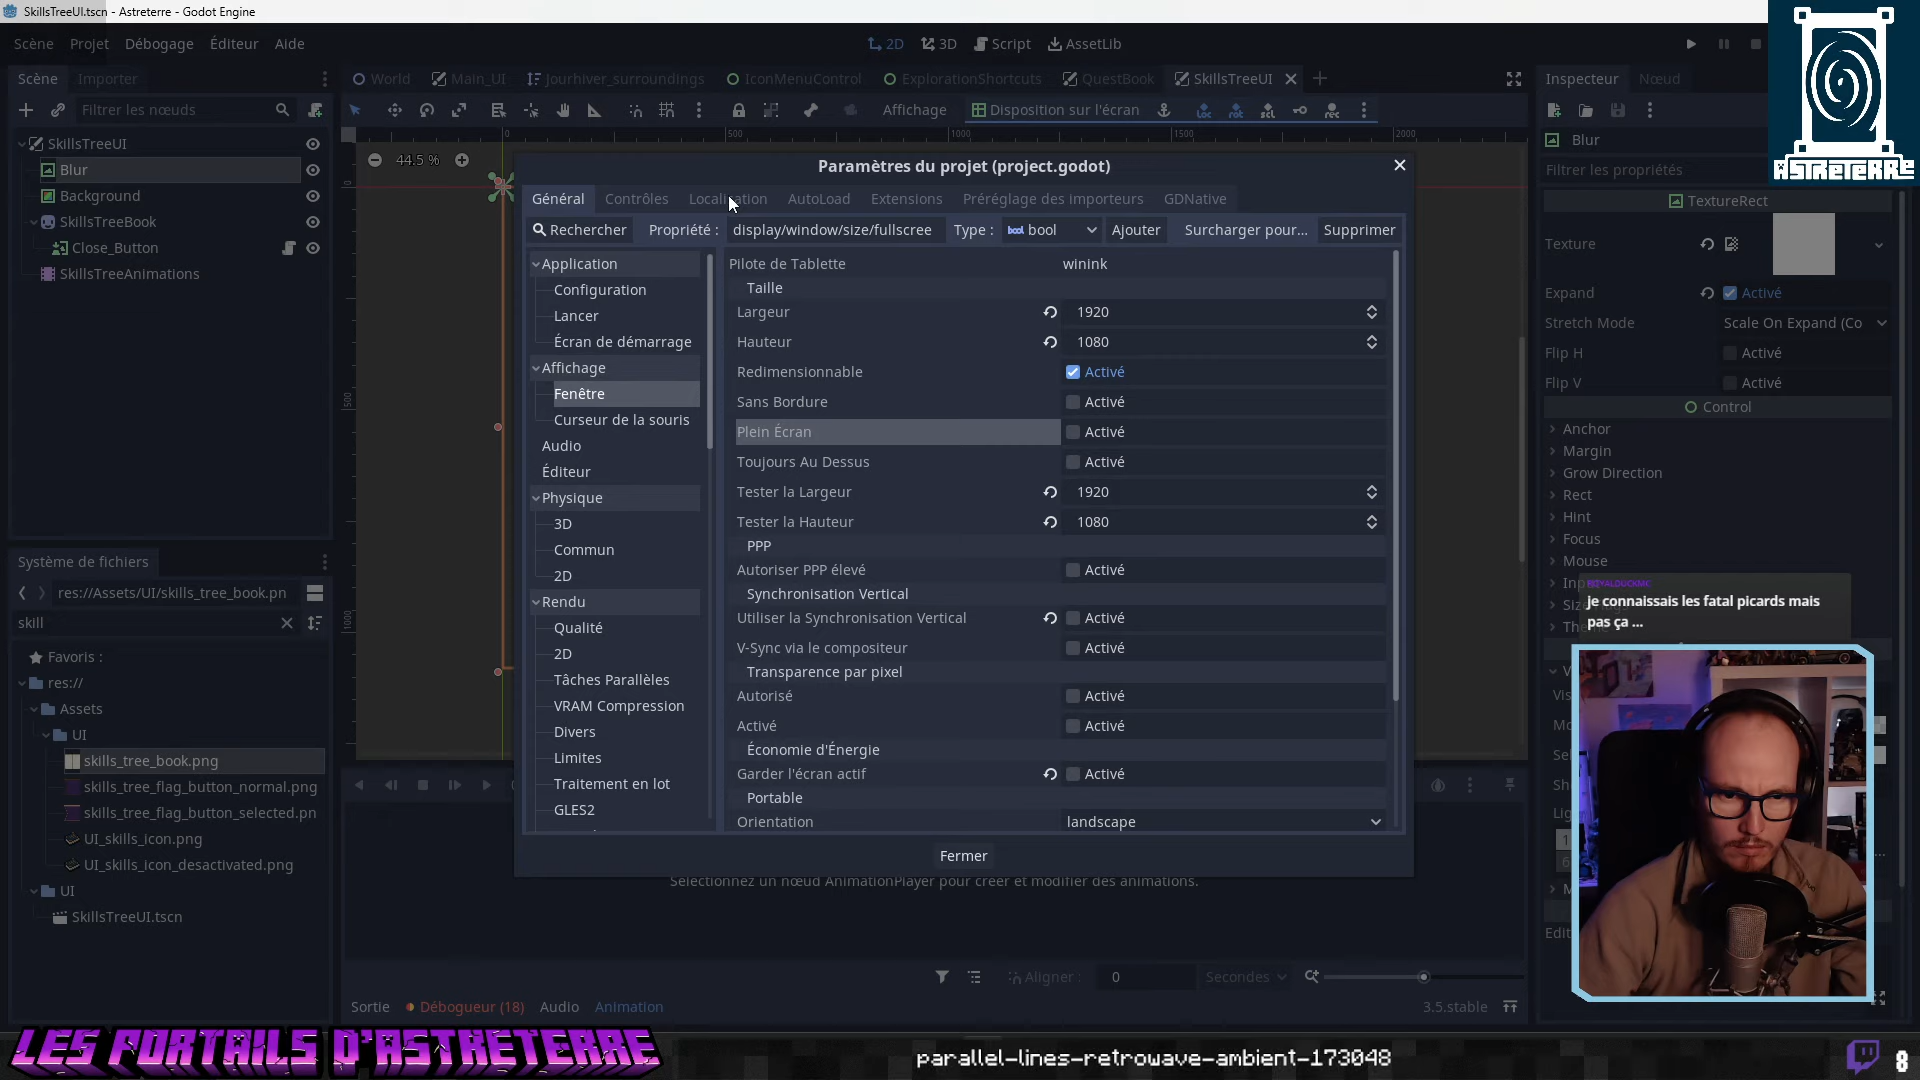 SkillsTreeUI.tscn - Astreterre - Godot Engine
Scène Projet Débogage Éditeur Aide
2D 3D Script AssetLib
Scène Importer
World Main_UI Jourhiver_surroundings IconMenuControl ExplorationShortcuts QuestBook SkillsTreeUI
Inspecteur Nœud
Filtrer les nœuds
Affichage Disposition sur l'écran
SkillsTreeUI
Blur
Background
SkillsTreeBook
Close_Button
SkillsTreeAnimations
0 500 1000 1500 2000
44.5 %
0
500
1000
Paramètres du projet (project.godot)
Général Contrôles Localisation AutoLoad Extensions Préréglage des importeurs GDNative
Rechercher Propriété : display/window/size/fullscree Type : bool Ajouter Surcharger pour... Supprimer
Application
Configuration
Lancer
Écran de démarrage
Affichage
Fenêtre
Curseur de la souris
Audio
Éditeur
Physique
3D
Commun
2D
Rendu
Qualité
2D
Tâches Parallèles
VRAM Compression
Divers
Limites
Traitement en lot
GLES2
Pilote de Tablette winink
Taille
Largeur 1920
Hauteur 1080
Redimensionnable Activé
Sans Bordure Activé
Plein Écran Activé
Toujours Au Dessus Activé
Tester la Largeur 1920
Tester la Hauteur 1080
PPP
Autoriser PPP élevé Activé
Synchronisation Vertical
Utiliser la Synchronisation Vertical Activé
V-Sync via le compositeur Activé
Transparence par pixel
Autorisé Activé
Activé Activé
Économie d'Énergie
Garder l'écran actif Activé
Portable
Orientation landscape
Fermer
Sélectionnez un nœud AnimationPlayer pour créer et modifier des animations.
Système de fichiers
res://Assets/UI/skills_tree_book.pn
skill
Favoris :
res://
Assets
UI
skills_tree_book.png
skills_tree_flag_button_normal.png
skills_tree_flag_button_selected.pn
UI_skills_icon.png
UI_skills_icon_desactivated.png
UI
SkillsTreeUI.tscn
ASTRETERRE
Blur
Filtrer les propriétés
TextureRect
Texture
Expand Activé
Stretch Mode Scale On Expand (Co
Flip H Activé
Flip V Activé
Control
Anchor
Margin
Grow Direction
Rect
Hint
Focus
Mouse
je connaissais les fatal picards mais
pas ça ...
Aligner : 0 Secondes
Sortie Débogueur (18) Audio Animation 3.5.stable
LES PORTAILS D'ASTRETERRE
parallel-lines-retrowave-ambient-173048
8